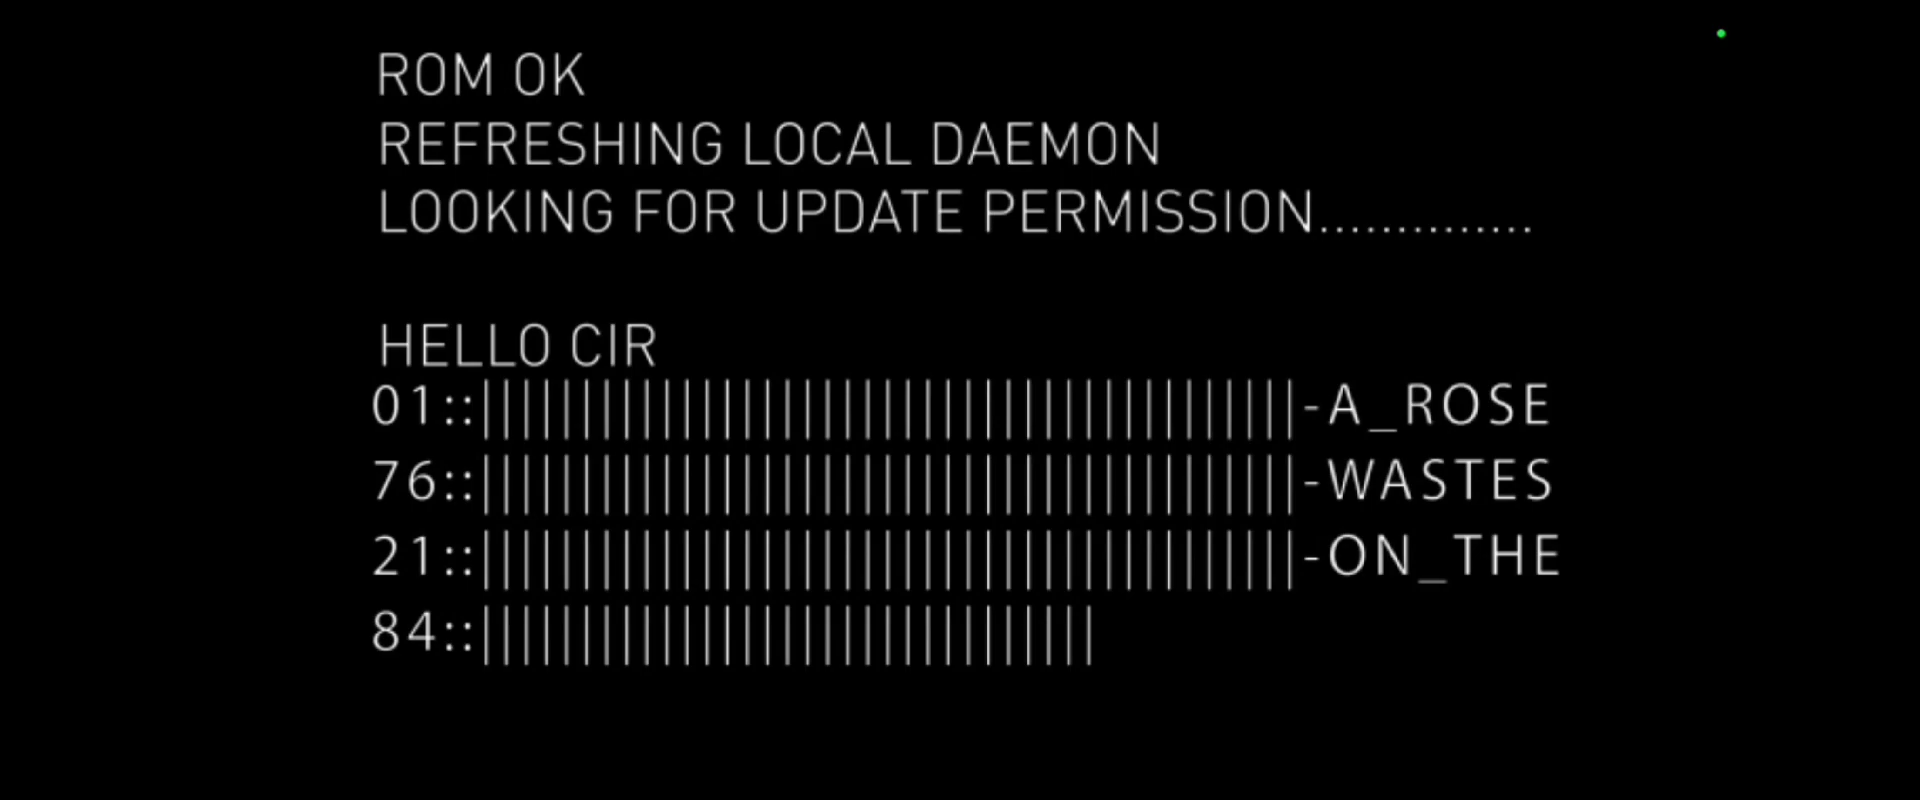 ROM OK
REFRESHING LOCAL DAEMON
LOOKING FOR UPDATE PERMISSION..............
HELLO CIR
01::|||||||||||||||||||||||||||||||||||||||||-A_ROSE
76::|||||||||||||||||||||||||||||||||||||||||-WASTES
21::|||||||||||||||||||||||||||||||||||||||||-ON_THE
84::|||||||||||||||||||||||||||||||